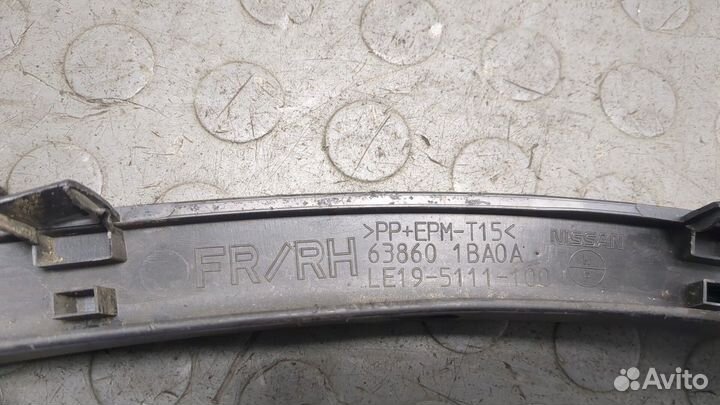 FR/RH
>PP+EPM-T15<
63860 1BA0A
LE19-5111-100
NISSAN
Avito